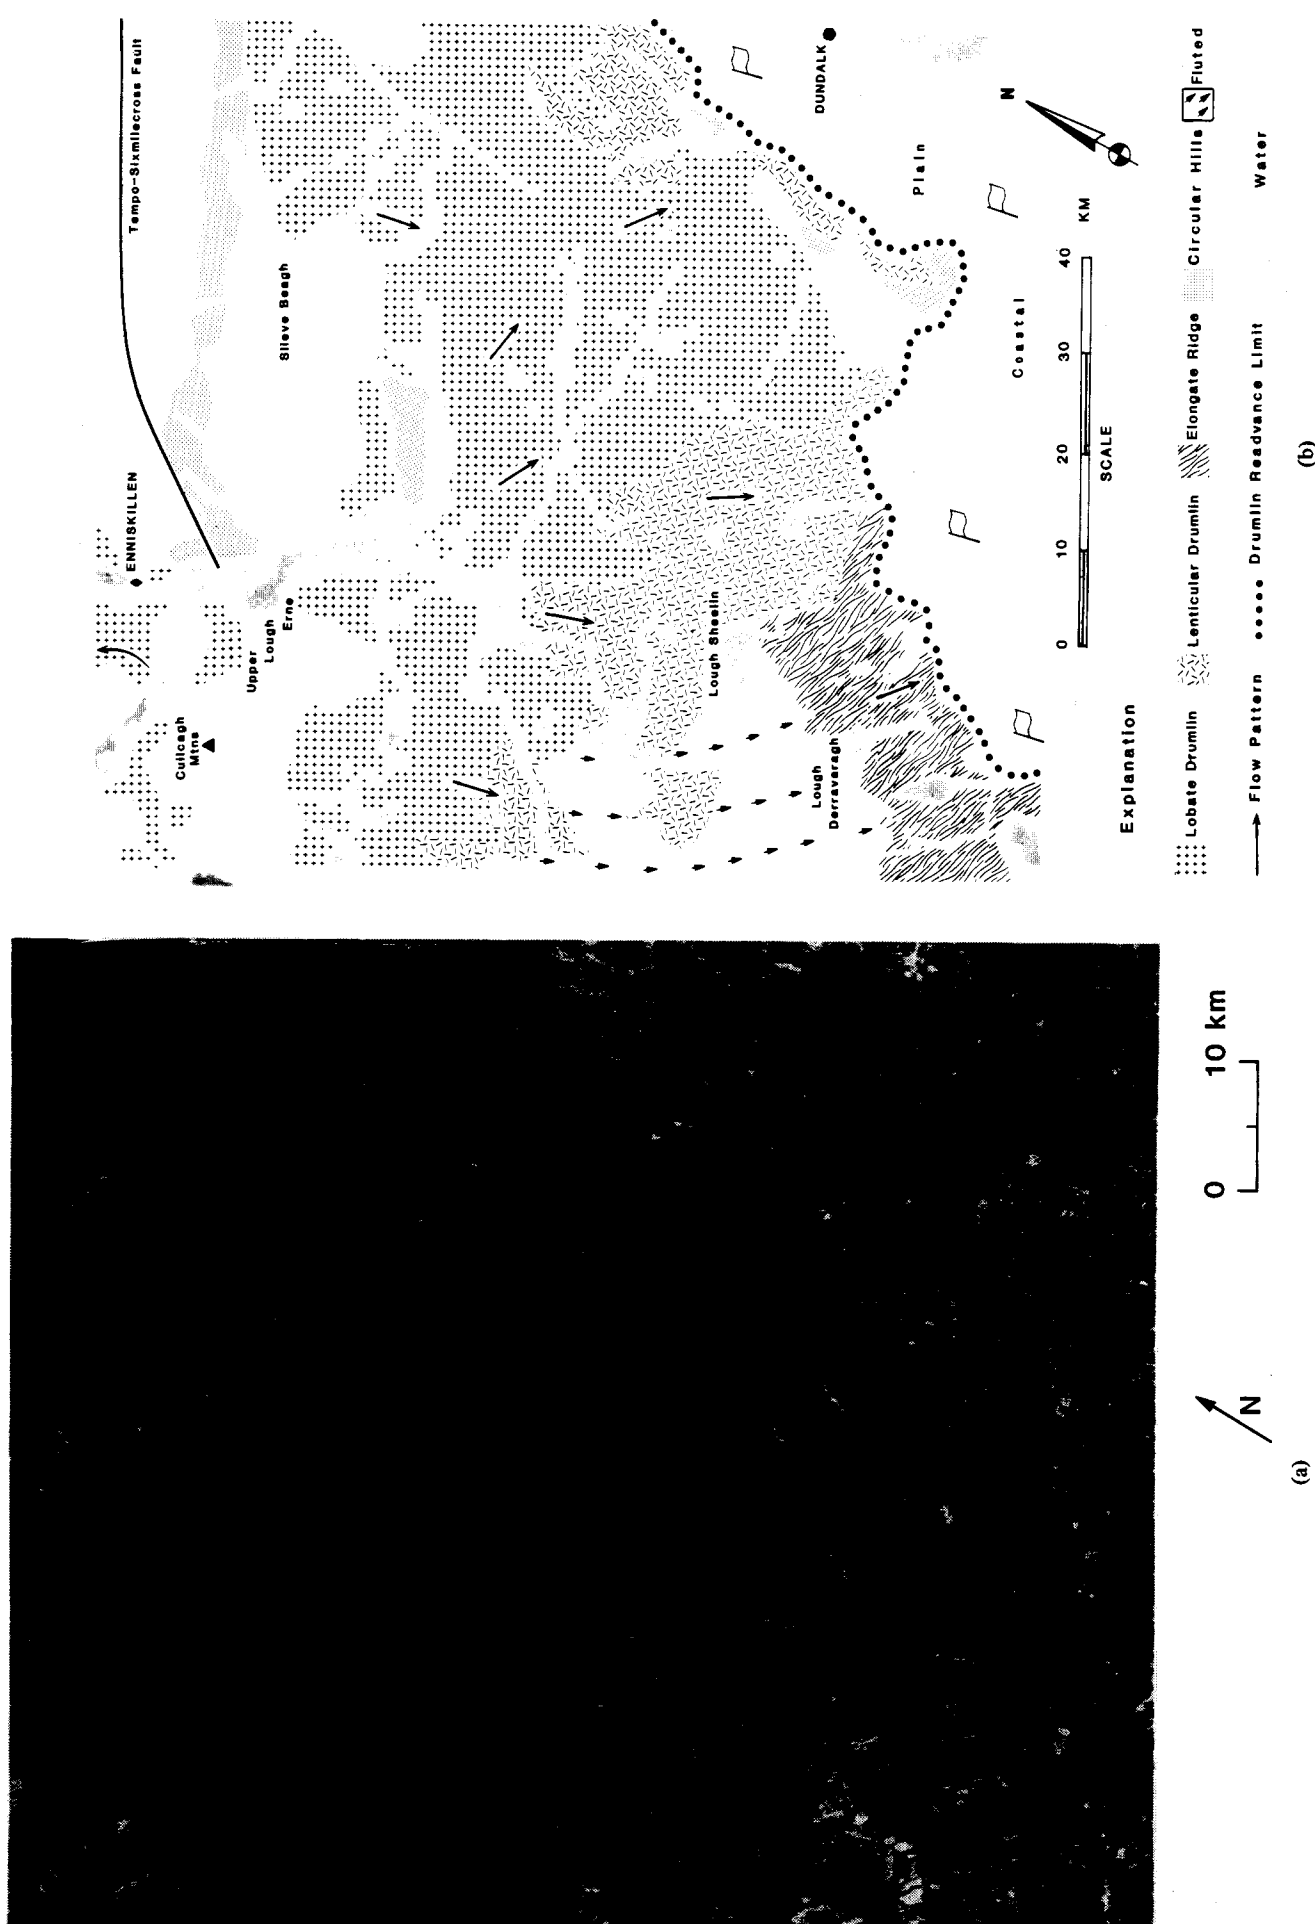 Tempo-Sixmilecross Fault
ENNISKILLEN
Slieve Beagh
Cuilcagh
Mtns
Upper
Lough
Erne
Lough Sheelin
Lough
Derravaragh
DUNDALK
Coastal
Plain
N
0 10 20 30 40 KM
SCALE
Explanation
Lobate Drumlin Lenticular Drumlin Elongate Ridge Circular Hills Fluted
Flow Pattern Drumlin Readvance Limit Water
(b)
0 10 km
N
(a)